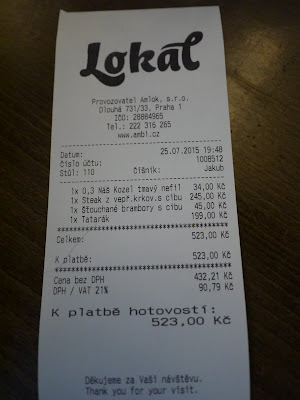 Lokál
Provozovatel Amlok, s.r.o.
Dlouhá 731/33, Praha 1
IČO: 28864965
Tel.: 222 316 265
www.ambi.cz
Datum: 25.07.2015 19:48
Číslo účtu: 1008512
Stůl: 110 Číšník: Jakub
1x 0,3 Náš Kozel tmavý nefil 34,00 Kč
1x Steak z vepř.krkov.s cibu 245,00 Kč
1x Šťouchané brambory s cibu 45,00 Kč
1x Tatarák 199,00 Kč
Celkem: 523,00 Kč
K platbě: 523,00 Kč
Cena bez DPH 432,21 Kč
DPH / VAT 21% 90,79 Kč
K platbě hotovostí:
523,00 Kč
Děkujeme za Vaši návštěvu.
Thank you for your visit.